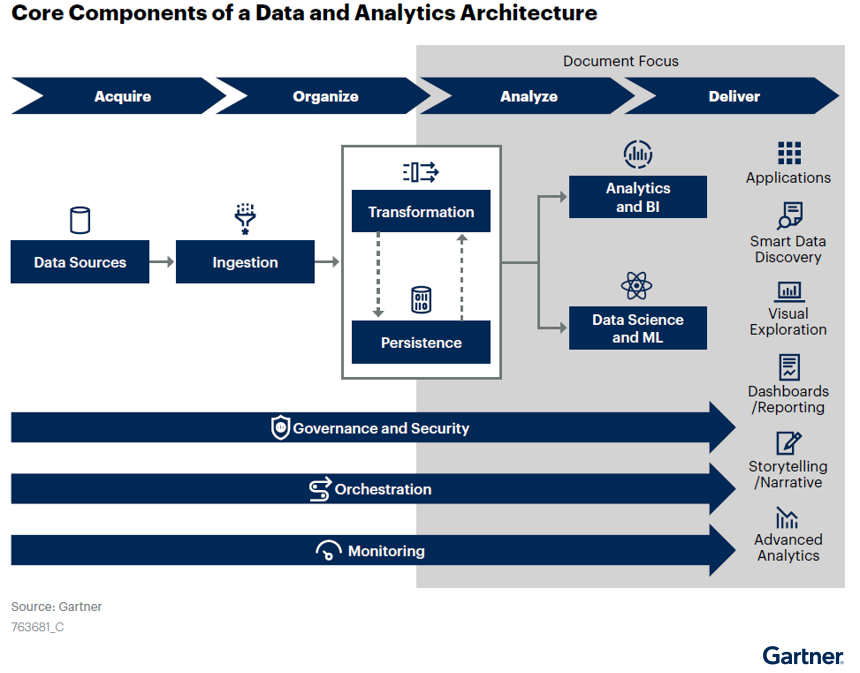 Core Components of a Data and Analytics Architecture
Document Focus
Acquire
Organize
Analyze
Deliver
Data Sources
Ingestion
Transformation
Persistence
Analytics
and BI
Data Science
and ML
Applications
Smart Data
Discovery
Visual
Exploration
Dashboards
/Reporting
Storytelling
/Narrative
Advanced
Analytics
Governance and Security
Orchestration
Monitoring
Source: Gartner
763681_C
Gartner.